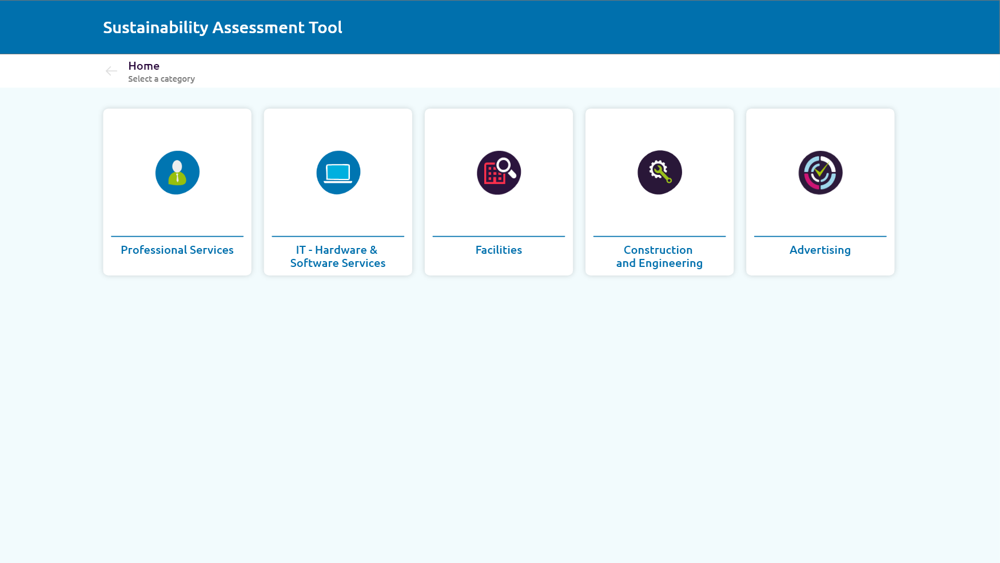 Sustainability Assessment Tool
Home
Select a category
Professional Services
IT - Hardware &
Software Services
Facilities
Construction
and Engineering
Advertising